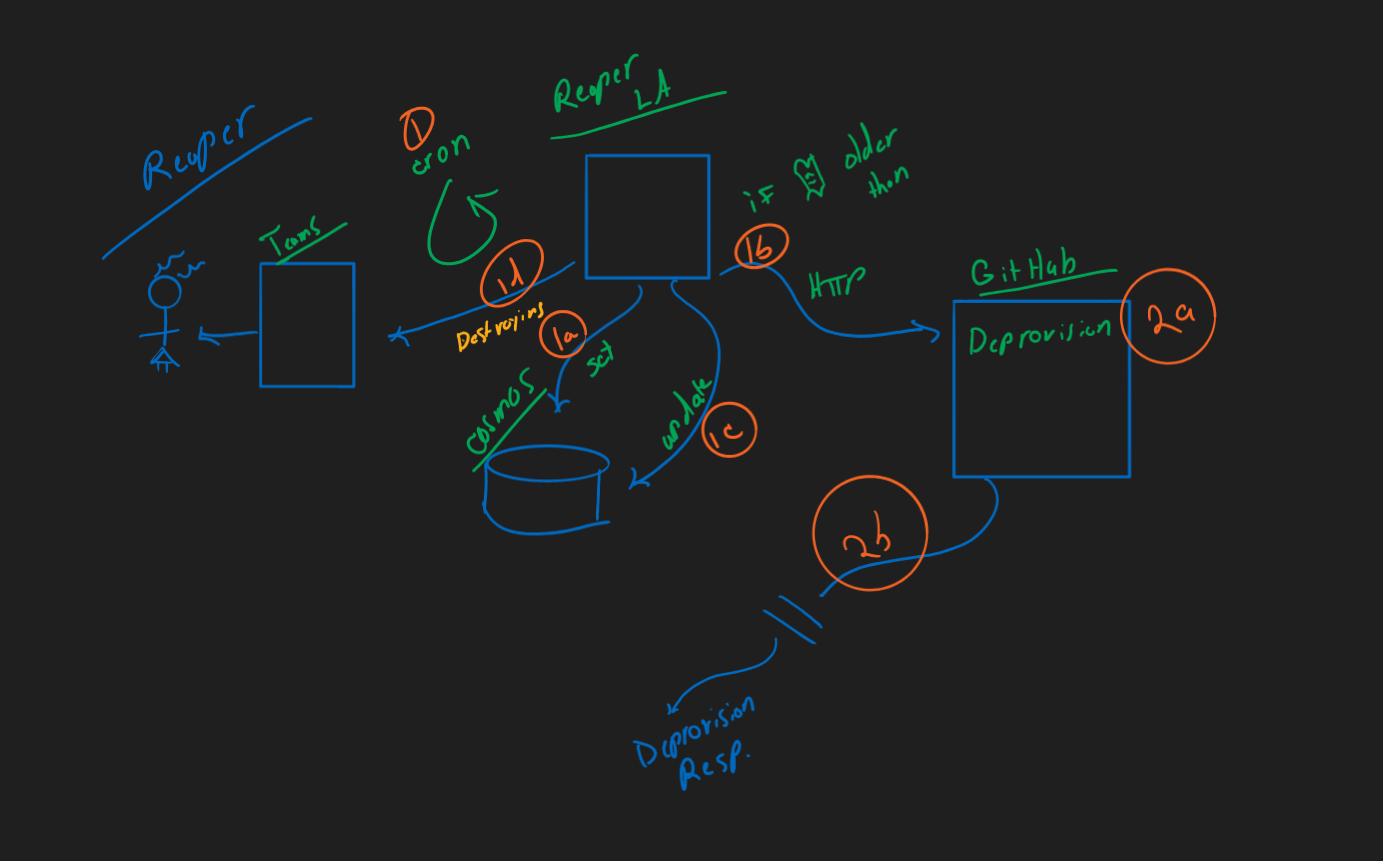 Reaper
1
cron
Reaper
LA
if older
than
1b
HTTP
Teams
1d
Destroying
1a
set
GitHub
Deprovision
2a
cosmos
update
1c
2b
Deprovision
Resp.